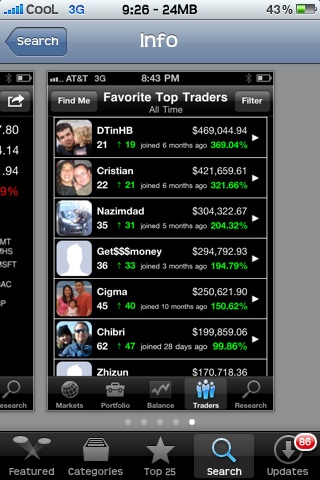 CooL 3G 9:26 - 24MB 43%
Search Info
AT&T 3G 8:43 PM
Find Me Favorite Top Traders Filter
All Time
DTinHB $469,044.94
21 ↑ 19 joined 6 months ago 369.04%
Cristian $421,659.61
22 ↑ 21 joined 6 months ago 321.66%
Nazimdad $304,322.67
35 ↑ 31 joined 5 months ago 204.32%
Get$$$money $294,792.93
36 ↑ 33 joined 3 months ago 194.79%
Cigma $250,621.90
45 ↑ 40 joined 10 months ago 150.62%
Chibri $199,859.06
62 ↑ 47 joined 28 days ago 99.86%
Zhizun $170,718.36
Markets Portfolio Balance Traders Research
7.80
4.14
.94
9%
MT
MHS
MSFT
BAC
GP
Research
Featured Categories Top 25 Search Updates
86